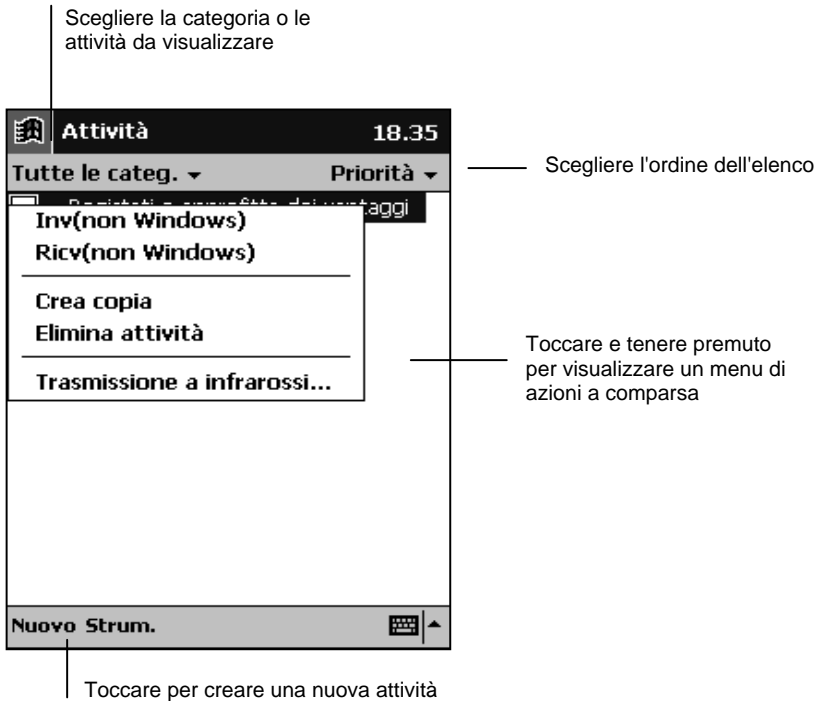 Scegliere la categoria o le
attività da visualizzare
Attività 18.35
Tutte le categ. Priorità
Scegliere l'ordine dell'elenco
Inv(non Windows)
Ricv(non Windows)
Crea copia
Elimina attività
Trasmissione a infrarossi...
Toccare e tenere premuto
per visualizzare un menu di
azioni a comparsa
Nuovo Strum.
Toccare per creare una nuova attività